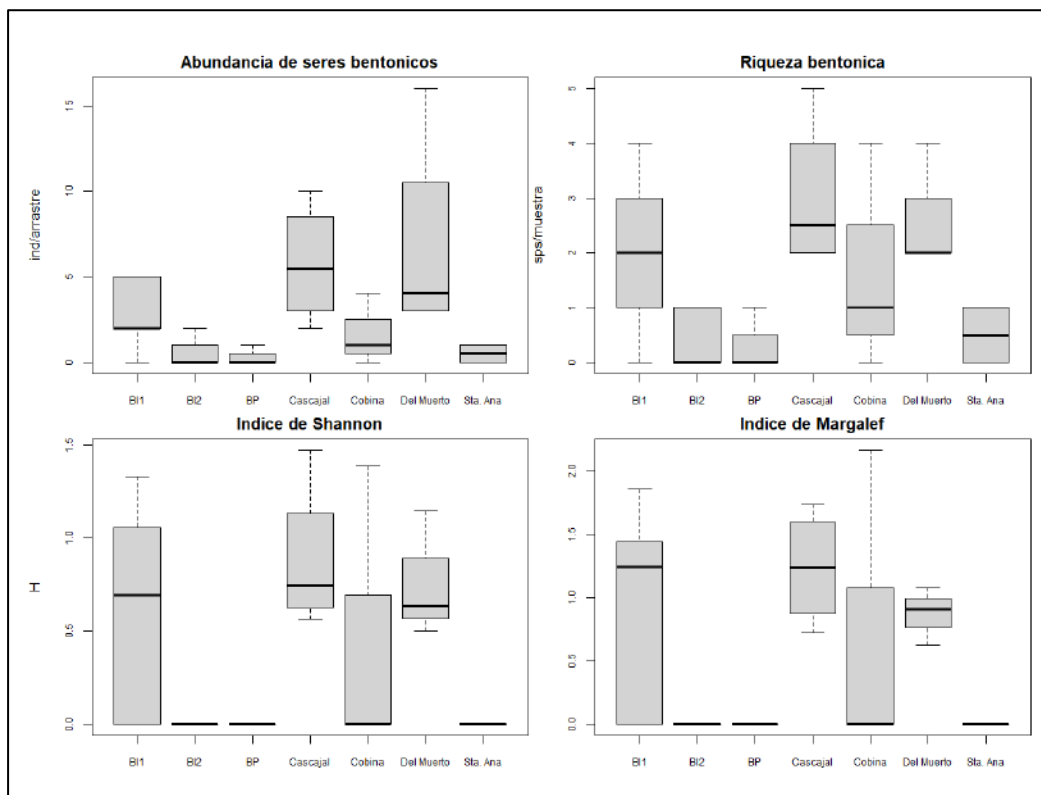 Abundancia de seres bentonicos
ind/arrastre
15
10
5
0
BI1 BI2 BP Cascajal Cobina Del Muerto Sta. Ana
Riqueza bentonica
sps/muestra
5
4
3
2
1
0
BI1 BI2 BP Cascajal Cobina Del Muerto Sta. Ana
Indice de Shannon
H
1.5
1.0
0.5
0.0
BI1 BI2 BP Cascajal Cobina Del Muerto Sta. Ana
Indice de Margalef
2.0
1.5
1.0
0.5
0.0
BI1 BI2 BP Cascajal Cobina Del Muerto Sta. Ana